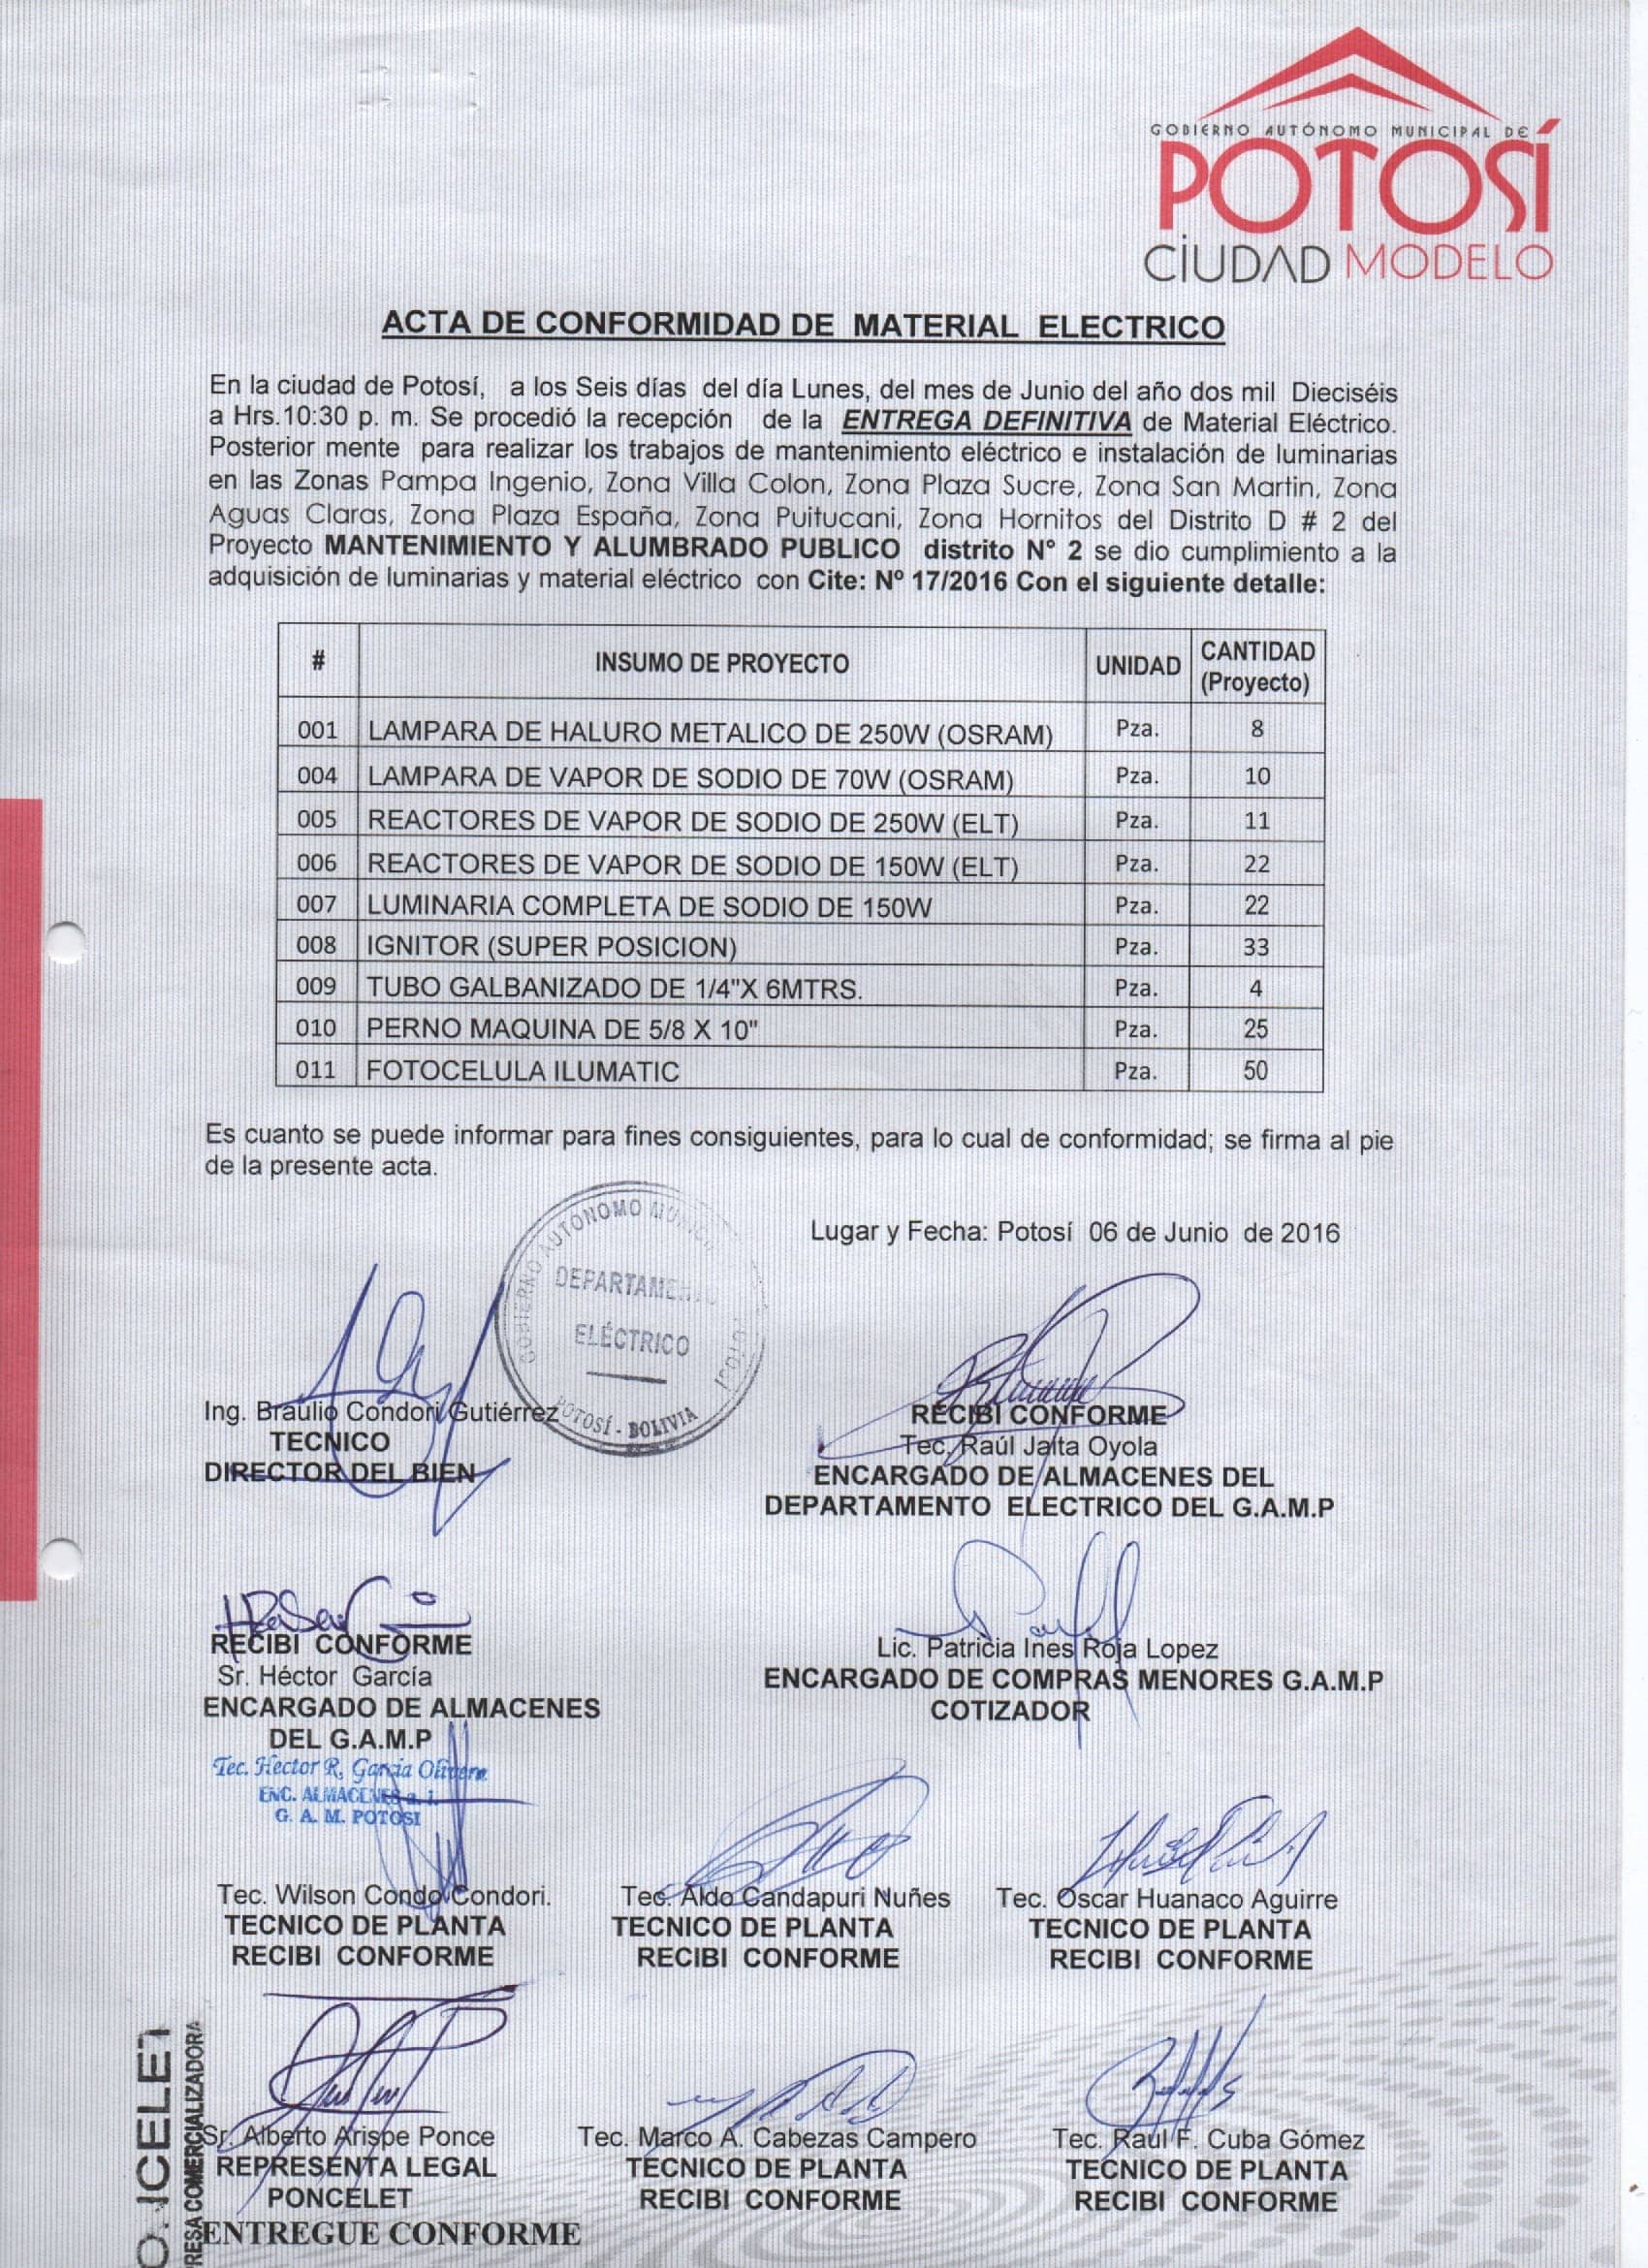 GOBIERNO AUTÓNOMO MUNICIPAL DE
POTOSÍ
CIUDAD MODELO
ACTA DE CONFORMIDAD DE MATERIAL ELECTRICO
En la ciudad de Potosí, a los Seis días del día Lunes, del mes de Junio del año dos mil Dieciséis
a Hrs.10:30 p. m. Se procedió la recepción de la ENTREGA DEFINITIVA de Material Eléctrico.
Posterior mente para realizar los trabajos de mantenimiento eléctrico e instalación de luminarias
en las Zonas Pampa Ingenio, Zona Villa Colon, Zona Plaza Sucre, Zona San Martin, Zona
Aguas Claras, Zona Plaza España, Zona Puitucani, Zona Hornitos del Distrito D # 2 del
Proyecto MANTENIMIENTO Y ALUMBRADO PUBLICO distrito N° 2 se dio cumplimiento a la
adquisición de luminarias y material eléctrico con Cite: Nº 17/2016 Con el siguiente detalle:
# INSUMO DE PROYECTO UNIDAD CANTIDAD (Proyecto)
001 LAMPARA DE HALURO METALICO DE 250W (OSRAM) Pza. 8
004 LAMPARA DE VAPOR DE SODIO DE 70W (OSRAM) Pza. 10
005 REACTORES DE VAPOR DE SODIO DE 250W (ELT) Pza. 11
006 REACTORES DE VAPOR DE SODIO DE 150W (ELT) Pza. 22
007 LUMINARIA COMPLETA DE SODIO DE 150W Pza. 22
008 IGNITOR (SUPER POSICION) Pza. 33
009 TUBO GALBANIZADO DE 1/4"X 6MTRS. Pza. 4
010 PERNO MAQUINA DE 5/8 X 10" Pza. 25
011 FOTOCELULA ILUMATIC Pza. 50
Es cuanto se puede informar para fines consiguientes, para lo cual de conformidad; se firma al pie
de la presente acta.
Lugar y Fecha: Potosí 06 de Junio de 2016
GOBIERNO AUTONOMO
DEPARTAMENTO
ELÉCTRICO
POTOSÍ - BOLIVIA
Ing. Braulio Condori Gutiérrez
TECNICO
DIRECTOR DEL BIEN
RECIBI CONFORME
Tec. Raúl Jalta Oyola
ENCARGADO DE ALMACENES DEL
DEPARTAMENTO ELECTRICO DEL G.A.M.P
RECIBI CONFORME
Sr. Héctor García
ENCARGADO DE ALMACENES
DEL G.A.M.P
Lic. Patricia Ines Roja Lopez
ENCARGADO DE COMPRAS MENORES G.A.M.P
COTIZADOR
Tec. Hector R. Garcia Olivera
ENC. ALMACENES a. i.
G. A. M. POTOSI
Tec. Wilson Condo Condori.
TECNICO DE PLANTA
RECIBI CONFORME
Tec. Aldo Candapuri Nuñes
TECNICO DE PLANTA
RECIBI CONFORME
Tec. Oscar Huanaco Aguirre
TECNICO DE PLANTA
RECIBI CONFORME
Sr. Alberto Arispe Ponce
REPRESENTA LEGAL
PONCELET
ENTREGUE CONFORME
Tec. Marco A. Cabezas Campero
TECNICO DE PLANTA
RECIBI CONFORME
Tec. Raul F. Cuba Gómez
TECNICO DE PLANTA
RECIBI CONFORME
COMERCIALIZADORA